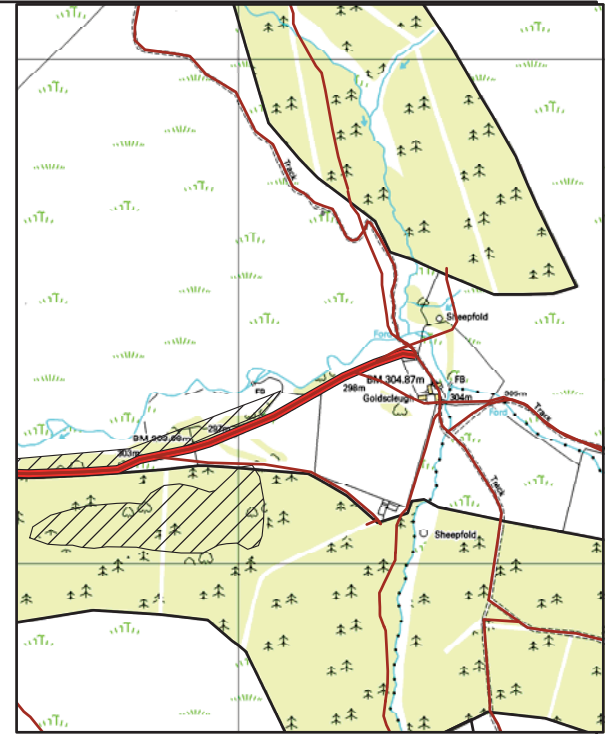 Track
Sheepfold
Ford
BM 304.87m
FB
298m
FB
Goldscleugh
304m
Ford
Track
297m
303m
Track
Sheepfold